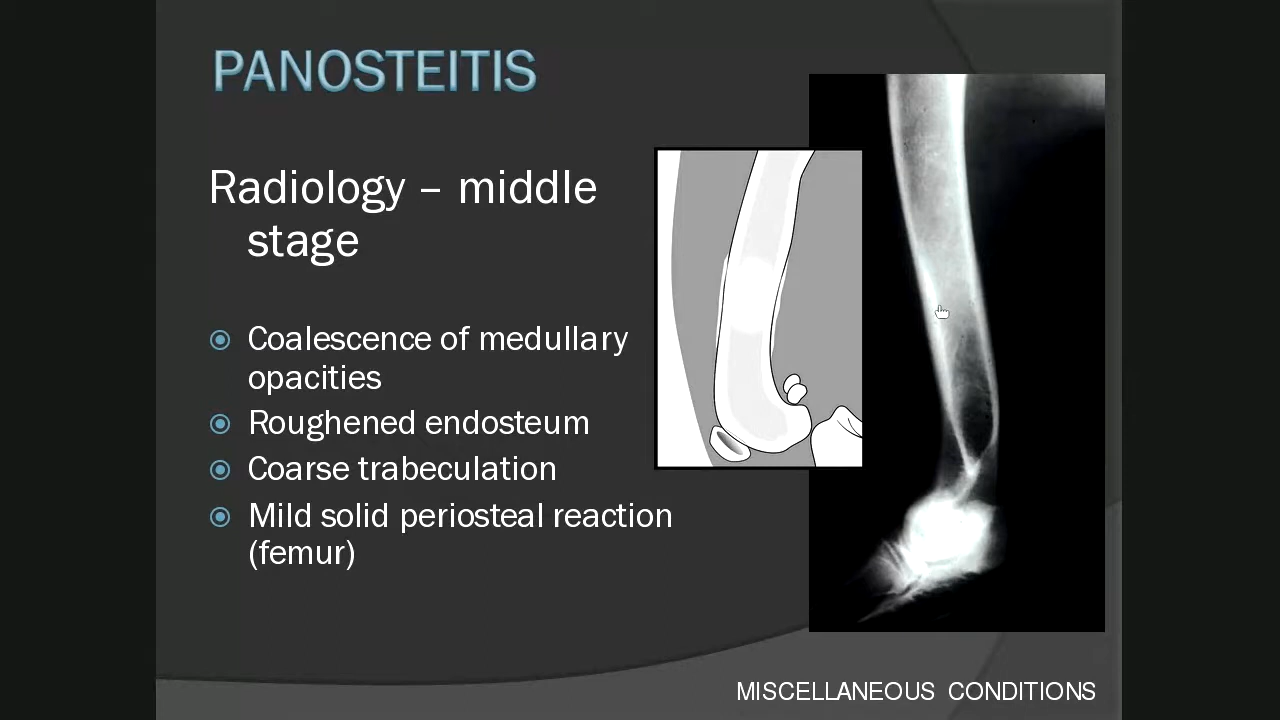 PANOSTEITIS
Radiology – middle
stage
Coalescence of medullary
opacities
Roughened endosteum
Coarse trabeculation
Mild solid periosteal reaction
(femur)
MISCELLANEOUS CONDITIONS